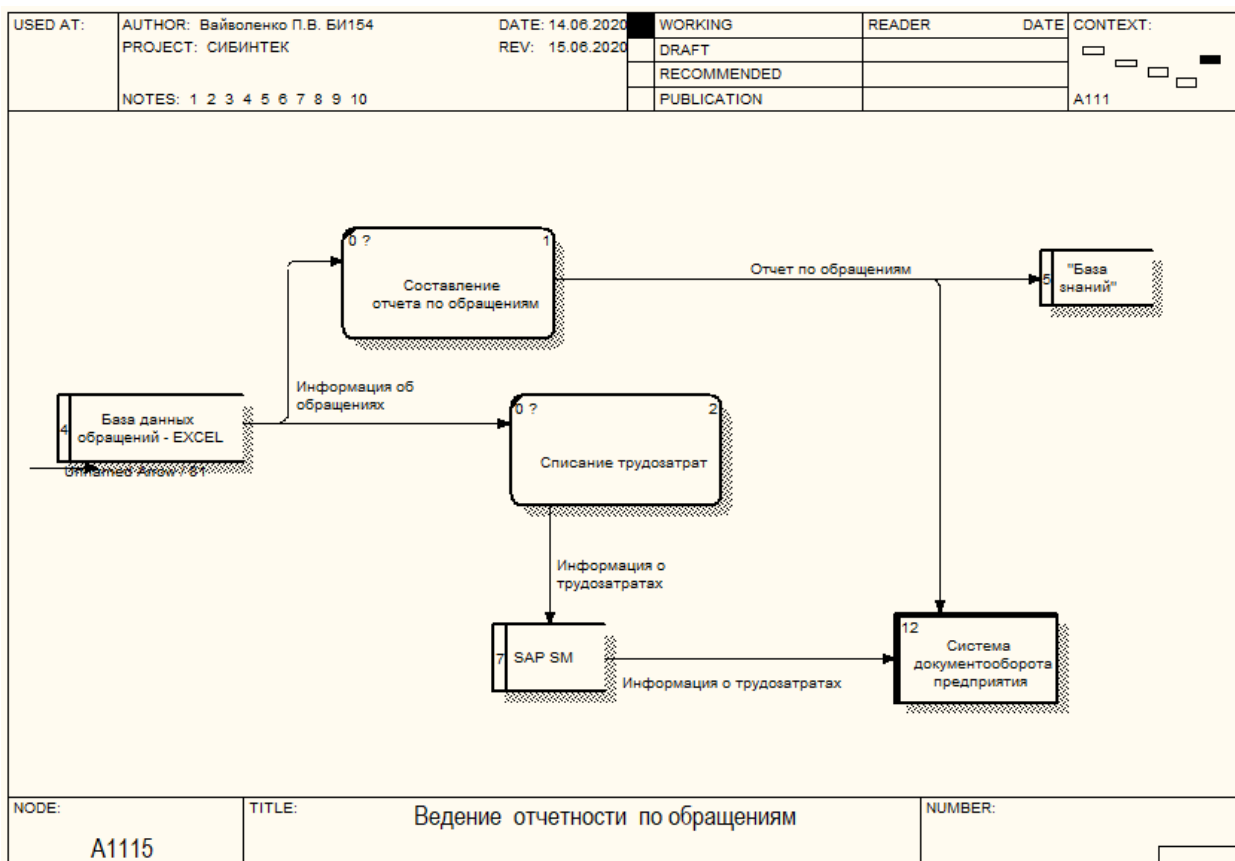 USED AT:
AUTHOR: Вайволенко П.В. БИ154
DATE: 14.06.2020
PROJECT: СИБИНТЕК
REV: 15.06.2020
NOTES: 1 2 3 4 5 6 7 8 9 10
WORKING
DRAFT
RECOMMENDED
PUBLICATION
READER
DATE
CONTEXT:
A111
0 ?
1
Составление
отчета по обращениям
Отчет по обращениям
5
"База
знаний"
Информация об
обращениях
4
База данных
обращений - EXCEL
Unnamed Arrow / 81
0 ?
2
Списание трудозатрат
Информация о
трудозатратах
7
SAP SM
Информация о трудозатратах
12
Система
документооборота
предприятия
NODE:
A1115
TITLE:
Ведение отчетности по обращениям
NUMBER: